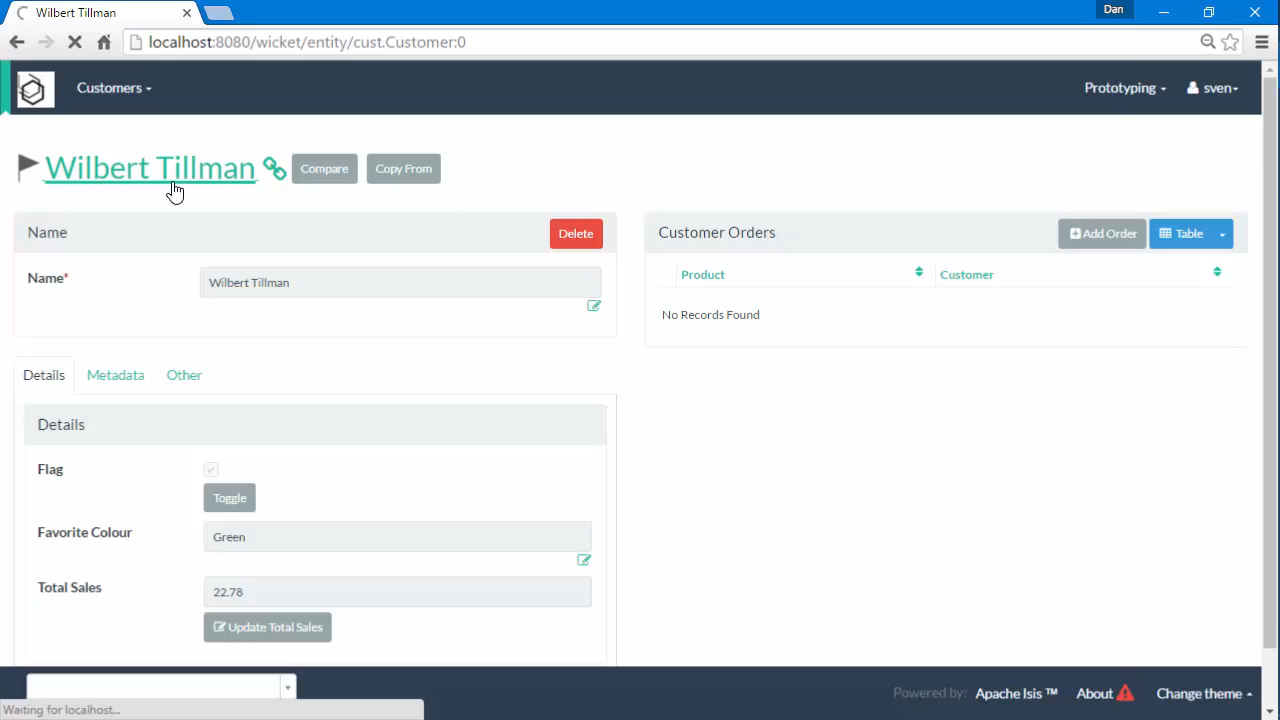 Wilbert Tillman
Dan
localhost:8080/wicket/entity/cust.Customer:0
Customers
Prototyping
sven
Wilbert Tillman
Compare
Copy From
Name
Delete
Name*
Wilbert Tillman
Customer Orders
Add Order
Table
Product
Customer
No Records Found
Details
Metadata
Other
Details
Flag
Toggle
Favorite Colour
Green
Total Sales
22.78
Update Total Sales
Powered by:
Apache Isis ™
About
Change theme
Waiting for localhost...